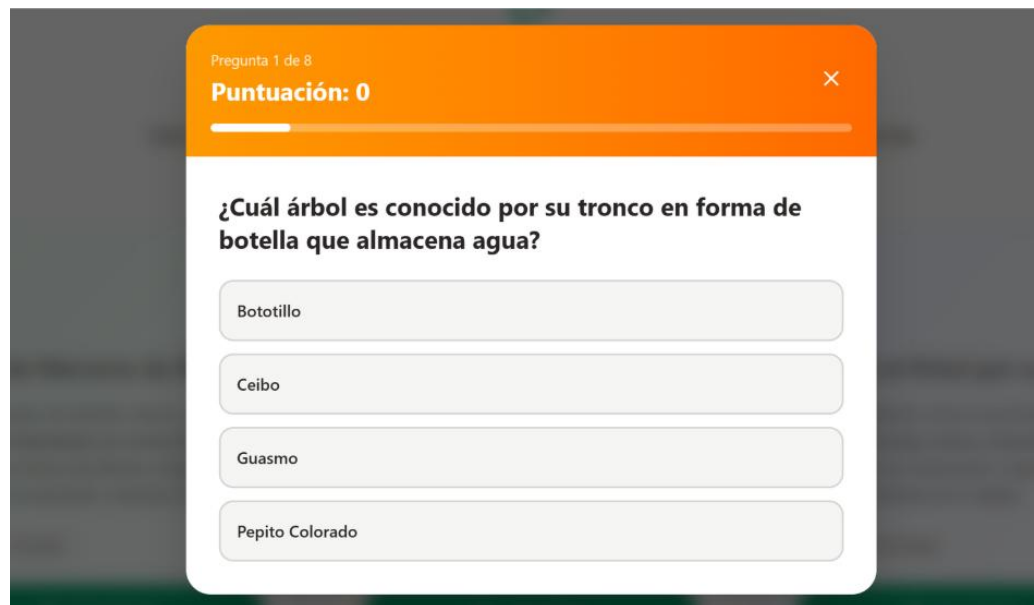 Pregunta 1 de 8
Puntuación: 0
¿Cuál árbol es conocido por su tronco en forma de
botella que almacena agua?
Bototillo
Ceibo
Guasmo
Pepito Colorado